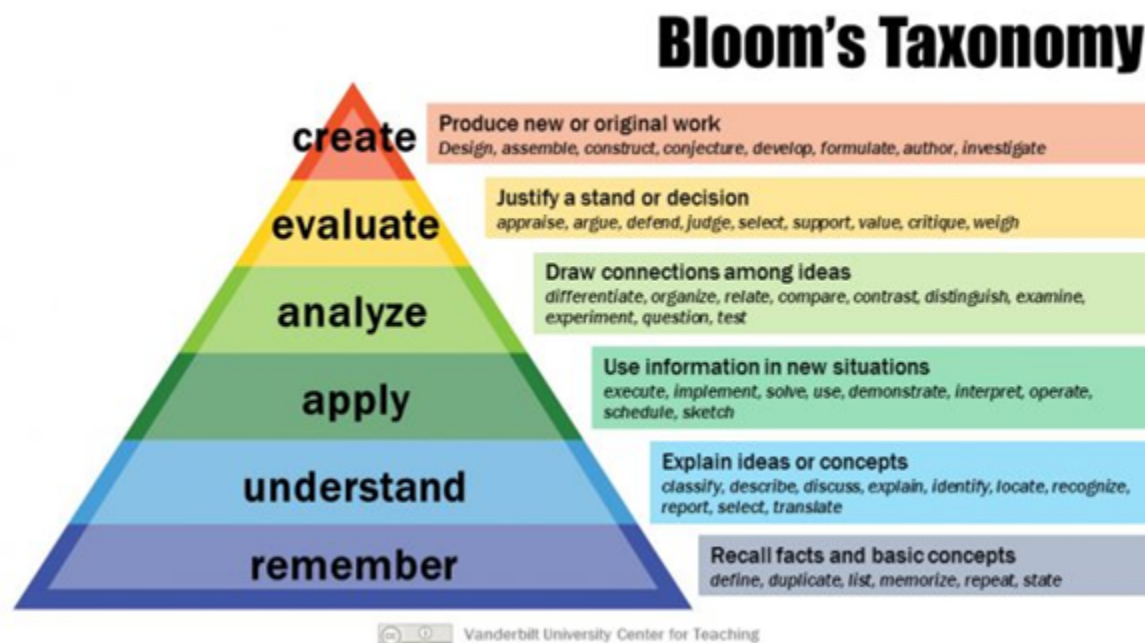 Bloom's Taxonomy
create
Produce new or original work
Design, assemble, construct, conjecture, develop, formulate, author, investigate
evaluate
Justify a stand or decision
appraise, argue, defend, judge, select, support, value, critique, weigh
analyze
Draw connections among ideas
differentiate, organize, relate, compare, contrast, distinguish, examine,
experiment, question, test
apply
Use information in new situations
execute, implement, solve, use, demonstrate, interpret, operate,
schedule, sketch
understand
Explain ideas or concepts
classify, describe, discuss, explain, identify, locate, recognize,
report, select, translate
remember
Recall facts and basic concepts
define, duplicate, list, memorize, repeat, state
cc Vanderbilt University Center for Teaching